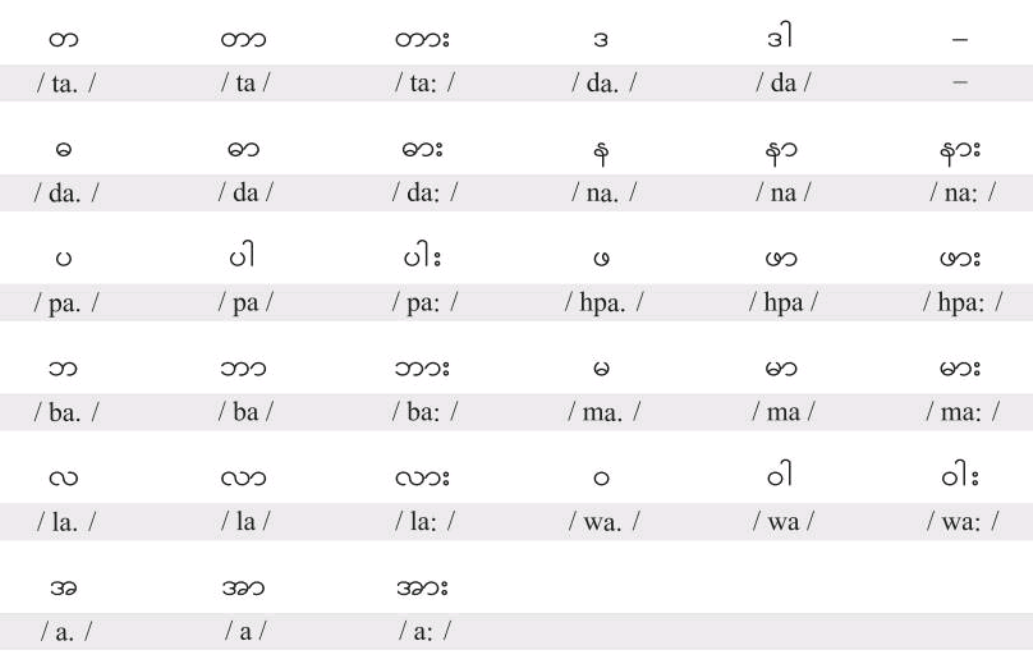 တ တာ တား ဒ ဒါ –
/ ta. / / ta / / ta: / / da. / / da / –
ဓ ဓာ ဓား န နာ နား
/ da. / / da / / da: / / na. / / na / / na: /
ပ ပါ ပါး ဖ ဖာ ဖား
/ pa. / / pa / / pa: / / hpa. / / hpa / / hpa: /
ဘ ဘာ ဘား မ မာ မား
/ ba. / / ba / / ba: / / ma. / / ma / / ma: /
လ လာ လား ဝ ဝါ ဝါး
/ la. / / la / / la: / / wa. / / wa / / wa: /
အ အာ အား
/ a. / / a / / a: /